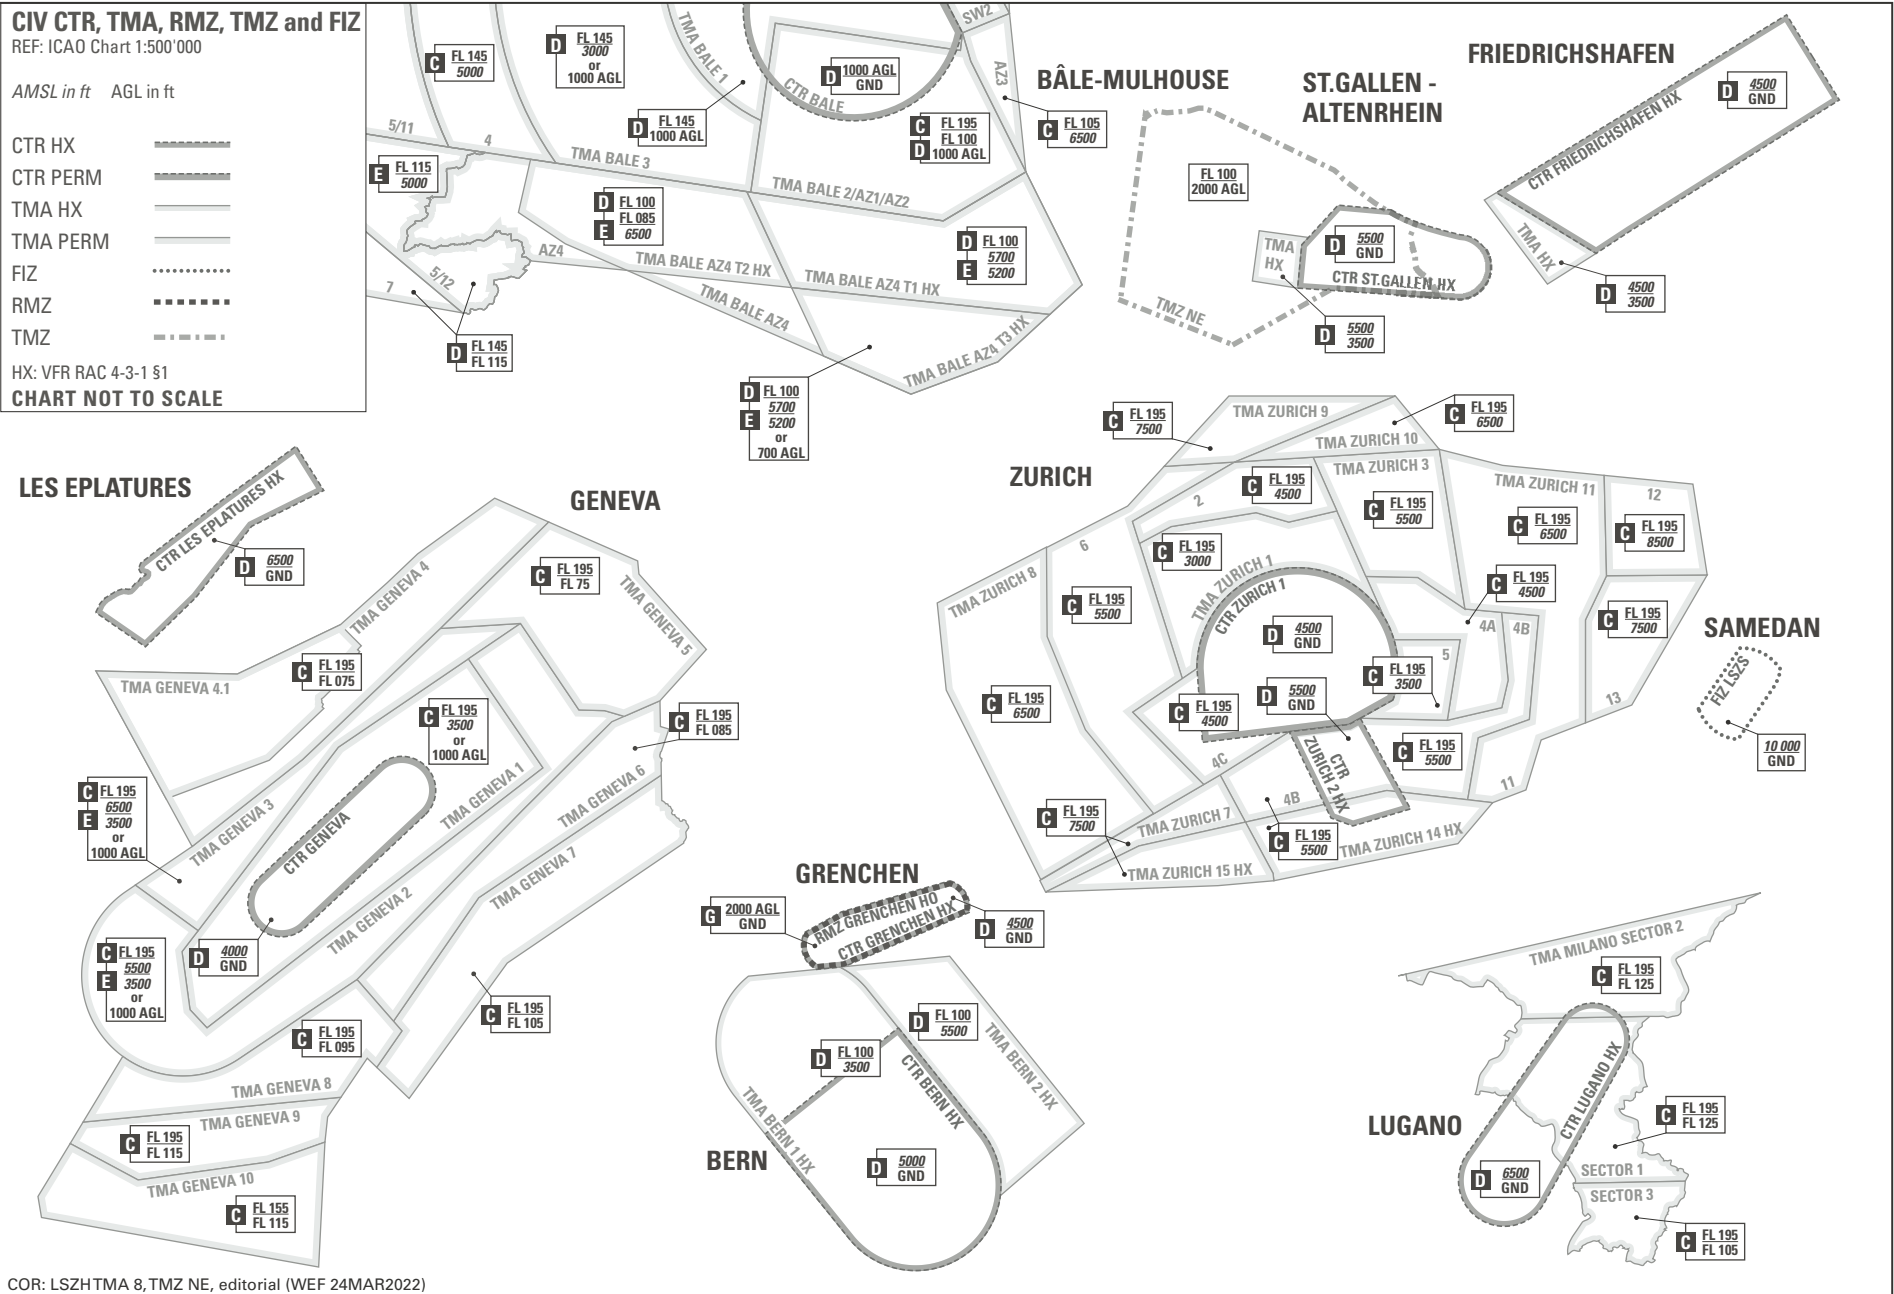 CIV CTR, TMA, RMZ, TMZ and FIZ
REF: ICAO Chart 1:500'000
AMSL in ft AGL in ft
CTR HX
CTR PERM
TMA HX
TMA PERM
FIZ
RMZ
TMZ
HX: VFR RAC 4-3-1 §1
CHART NOT TO SCALE
BÂLE-MULHOUSE
C FL 145
5000
D FL 145
3000
or
1000 AGL
TMA BALE 1
D FL 145
1000 AGL
D 1000 AGL
GND
CTR BALE
SW2
AZ3
C FL 195
FL 100
D 1000 AGL
C FL 105
6500
5/11
4
E FL 115
5000
TMA BALE 3
TMA BALE 2/AZ1/AZ2
D FL 100
FL 085
E 6500
D FL 100
5700
E 5200
AZ4
TMA BALE AZ4 T2 HX
TMA BALE AZ4 T1 HX
TMA BALE AZ4
TMA BALE AZ4 T3 HX
5/12
7
D FL 145
FL 115
D FL 100
5700
E 5200
or
700 AGL
ST.GALLEN -
ALTENRHEIN
FL 100
2000 AGL
TMA
HX
D 5500
GND
CTR ST.GALLEN HX
TMZ NE
D 5500
3500
FRIEDRICHSHAFEN
D 4500
GND
CTR FRIEDRICHSHAFEN HX
TMA HX
D 4500
3500
LES EPLATURES
CTR LES EPLATURES HX
D 6500
GND
GENEVA
C FL 195
FL 75
TMA GENEVA 4
TMA GENEVA 5
C FL 195
FL 075
TMA GENEVA 4.1
C FL 195
3500
or
1000 AGL
C FL 195
FL 085
C FL 195
6500
E 3500
or
1000 AGL
TMA GENEVA 3
CTR GENEVA
TMA GENEVA 1
TMA GENEVA 6
TMA GENEVA 7
TMA GENEVA 2
C FL 195
5500
E 3500
or
1000 AGL
D 4000
GND
C FL 195
FL 105
C FL 195
FL 095
TMA GENEVA 8
TMA GENEVA 9
C FL 195
FL 115
TMA GENEVA 10
C FL 155
FL 115
ZURICH
C FL 195
7500
TMA ZURICH 9
C FL 195
6500
TMA ZURICH 10
C FL 195
4500
TMA ZURICH 3
2
C FL 195
5500
TMA ZURICH 11
C FL 195
6500
12
C FL 195
8500
6
C FL 195
3000
TMA ZURICH 8
C FL 195
5500
TMA ZURICH 1
CTR ZURICH 1
C FL 195
4500
D 4500
GND
4A
4B
5
C FL 195
7500
C FL 195
3500
C FL 195
6500
D 5500
GND
C FL 195
4500
13
4C
CTR
ZURICH 2 HX
C FL 195
5500
11
4B
C FL 195
7500
TMA ZURICH 7
C FL 195
5500
TMA ZURICH 14 HX
TMA ZURICH 15 HX
SAMEDAN
FIZ LSZS
10 000
GND
GRENCHEN
G 2000 AGL
GND
RMZ GRENCHEN HO
CTR GRENCHEN HX
D 4500
GND
BERN
D FL 100
5500
D FL 100
3500
CTR BERN HX
TMA BERN 2 HX
TMA BERN 1 HX
D 5000
GND
LUGANO
TMA MILANO SECTOR 2
C FL 195
FL 125
CTR LUGANO HX
C FL 195
FL 125
D 6500
GND
SECTOR 1
SECTOR 3
C FL 195
FL 105
COR: LSZH TMA 8, TMZ NE, editorial (WEF 24MAR2022)